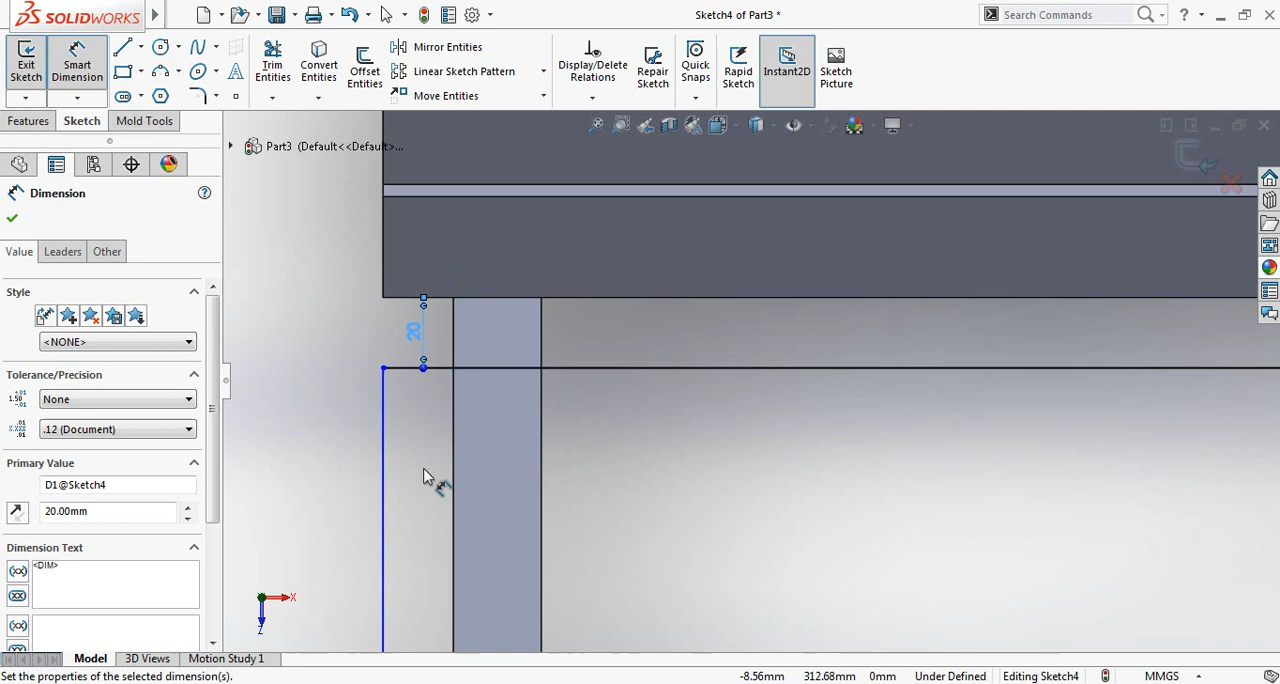 SOLIDWORKS
Sketch4 of Part3 *
Search Commands
?
Exit Sketch
Smart Dimension
Trim Entities
Convert Entities
Offset Entities
Mirror Entities
Linear Sketch Pattern
Move Entities
Display/Delete Relations
Repair Sketch
Quick Snaps
Rapid Sketch
Instant2D
Sketch Picture
Features
Sketch
Mold Tools
Part3 (Default<<Default>...
Dimension
?
Value
Leaders
Other
Style
<NONE>
Tolerance/Precision
None
.12 (Document)
Primary Value
D1@Sketch4
20.00mm
Dimension Text
<DIM>
20
X
Z
Model
3D Views
Motion Study 1
Set the properties of the selected dimension(s).
-8.56mm
312.68mm
0mm
Under Defined
Editing Sketch4
MMGS